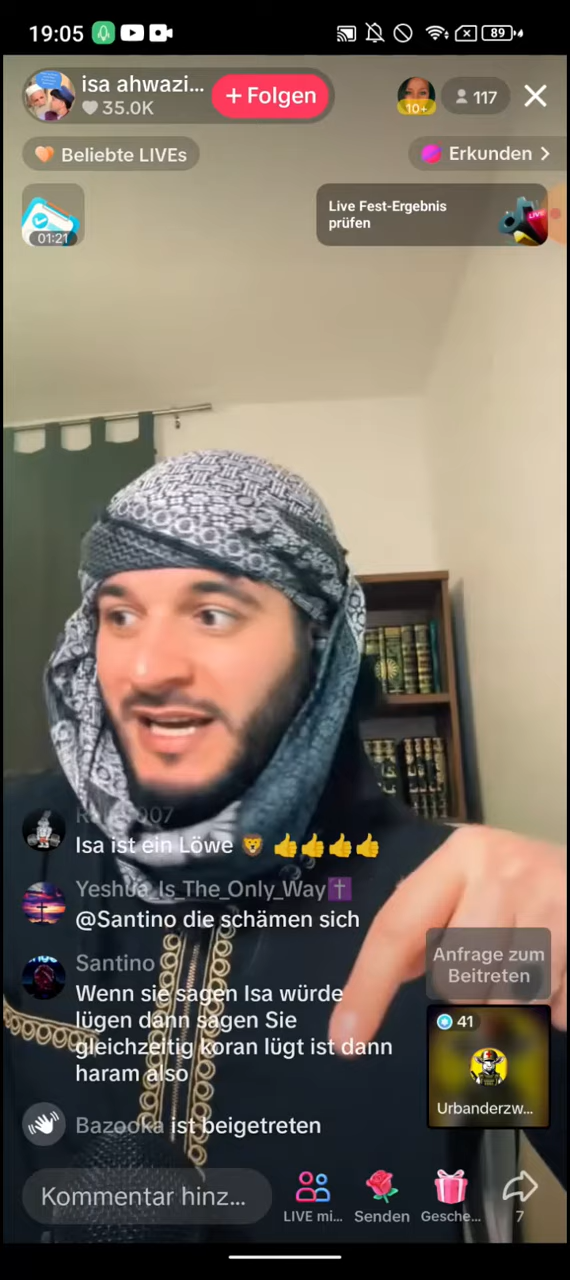 19:05
89
isa ahwazi...
35.0K
+ Folgen
10+
117
Beliebte LIVEs
Erkunden >
01:21
Live Fest-Ergebnis
prüfen
LIVE
Isa ist ein Löwe 🦁 👍👍👍👍
Yeshua_Is_The_Only_Way✝️
@Santino die schämen sich
Santino
Wenn sie sagen Isa würde
lügen dann sagen Sie
gleichzeitig koran lügt ist dann
haram also
Anfrage zum
Beitreten
41
Urbanderzw...
Bazooka ist beigetreten
Kommentar hinz...
LIVE mi...
Senden
Gesche...
7